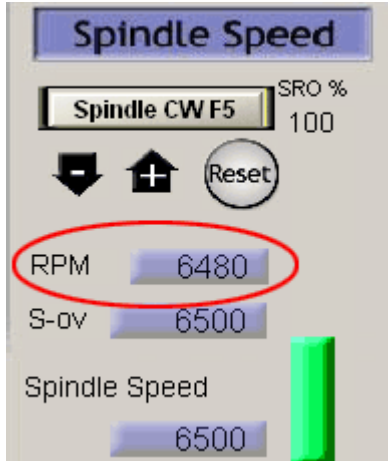 Spindle Speed
Spindle CW F5
SRO %
100
- +
Reset
RPM 6480
S-ov 6500
Spindle Speed
6500